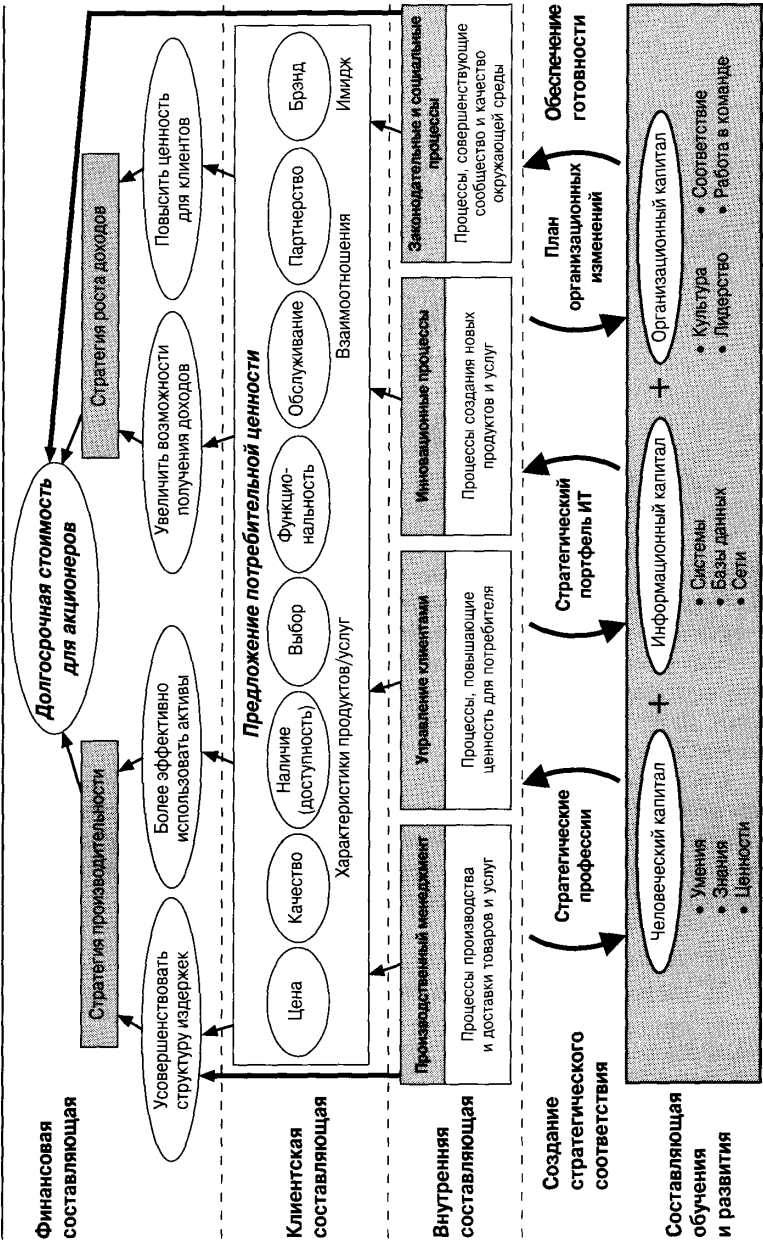 Финансовая
составляющая
Долгосрочная стоимость
для акционеров
Стратегия производительности
Стратегия роста доходов
Усовершенствовать
структуру издержек
Более эффективно
использовать активы
Увеличить возможности
получения доходов
Повысить ценность
для клиентов
Клиентская
составляющая
Предложение потребительной ценности
Цена
Качество
Наличие
(доступность)
Выбор
Функцио-
нальность
Обслуживание
Партнерство
Брэнд
Характеристики продуктов/услуг
Взаимоотношения
Имидж
Внутренняя
составляющая
Производственный менеджмент
Процессы производства
и доставки товаров и услуг
Управление клиентами
Процессы, повышающие
ценность для потребителя
Инновационные процессы
Процессы создания новых
продуктов и услуг
Законодательные и социальные
процессы
Процессы, совершенствующие
сообщество и качество
окружающей среды
Создание
стратегического
соответствия
Стратегические
профессии
Стратегический
портфель ИТ
План
организационных
изменений
Обеспечение
готовности
Составляющая
обучения
и развития
Человеческий капитал
• Умения
• Знания
• Ценности
+
Информационный капитал
• Системы
• Базы данных
• Сети
+
Организационный капитал
• Культура
• Лидерство
• Соответствие
• Работа в команде